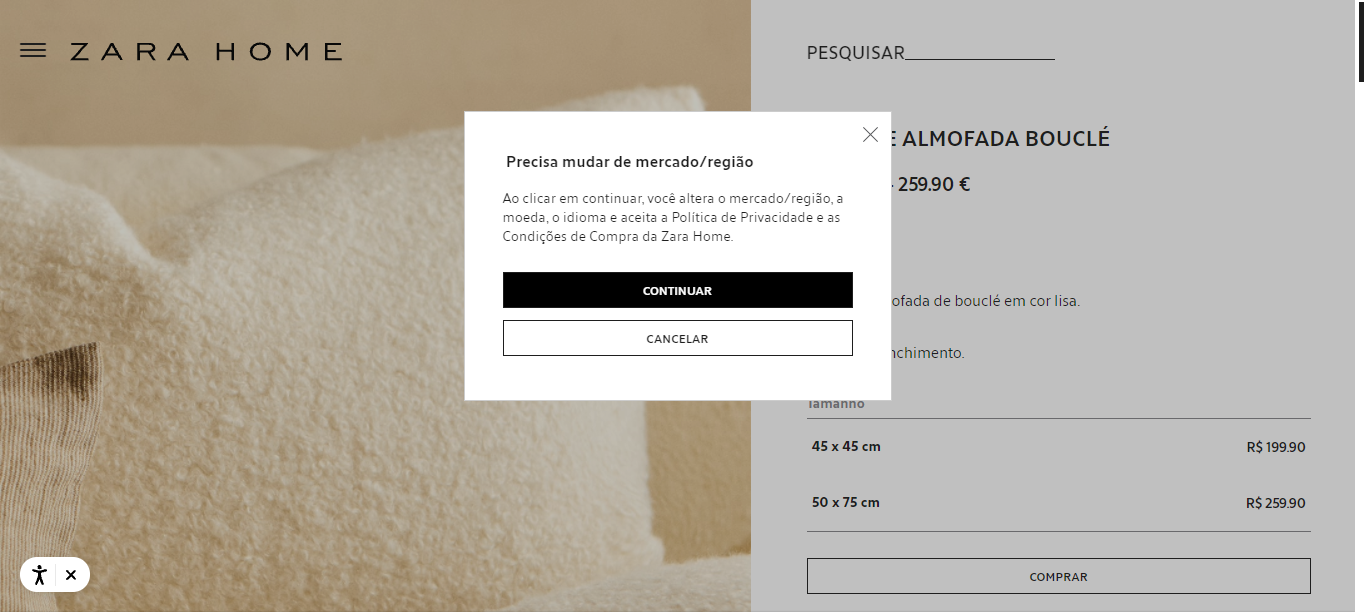 ZARA HOME
PESQUISAR
ALMOFADA BOUCLÉ
259.90 €
Precisa mudar de mercado/região
Ao clicar em continuar, você altera o mercado/região, a
moeda, o idioma e aceita a Política de Privacidade e as
Condições de Compra da Zara Home.
CONTINUAR
CANCELAR
de bouclé em cor lisa.
Tamanho
45 x 45 cm R$ 199.90
50 x 75 cm R$ 259.90
COMPRAR